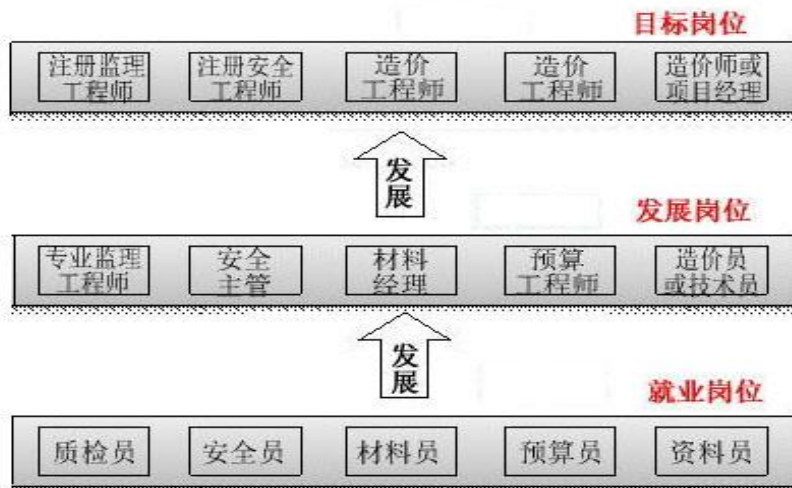 目标岗位
注册监理
工程师
注册安全
工程师
造价
工程师
造价
工程师
造价师或
项目经理
发
展
发展岗位
专业监理
工程师
安全
主管
材料
经理
预算
工程师
造价员
或技术员
发
展
就业岗位
质检员
安全员
材料员
预算员
资料员